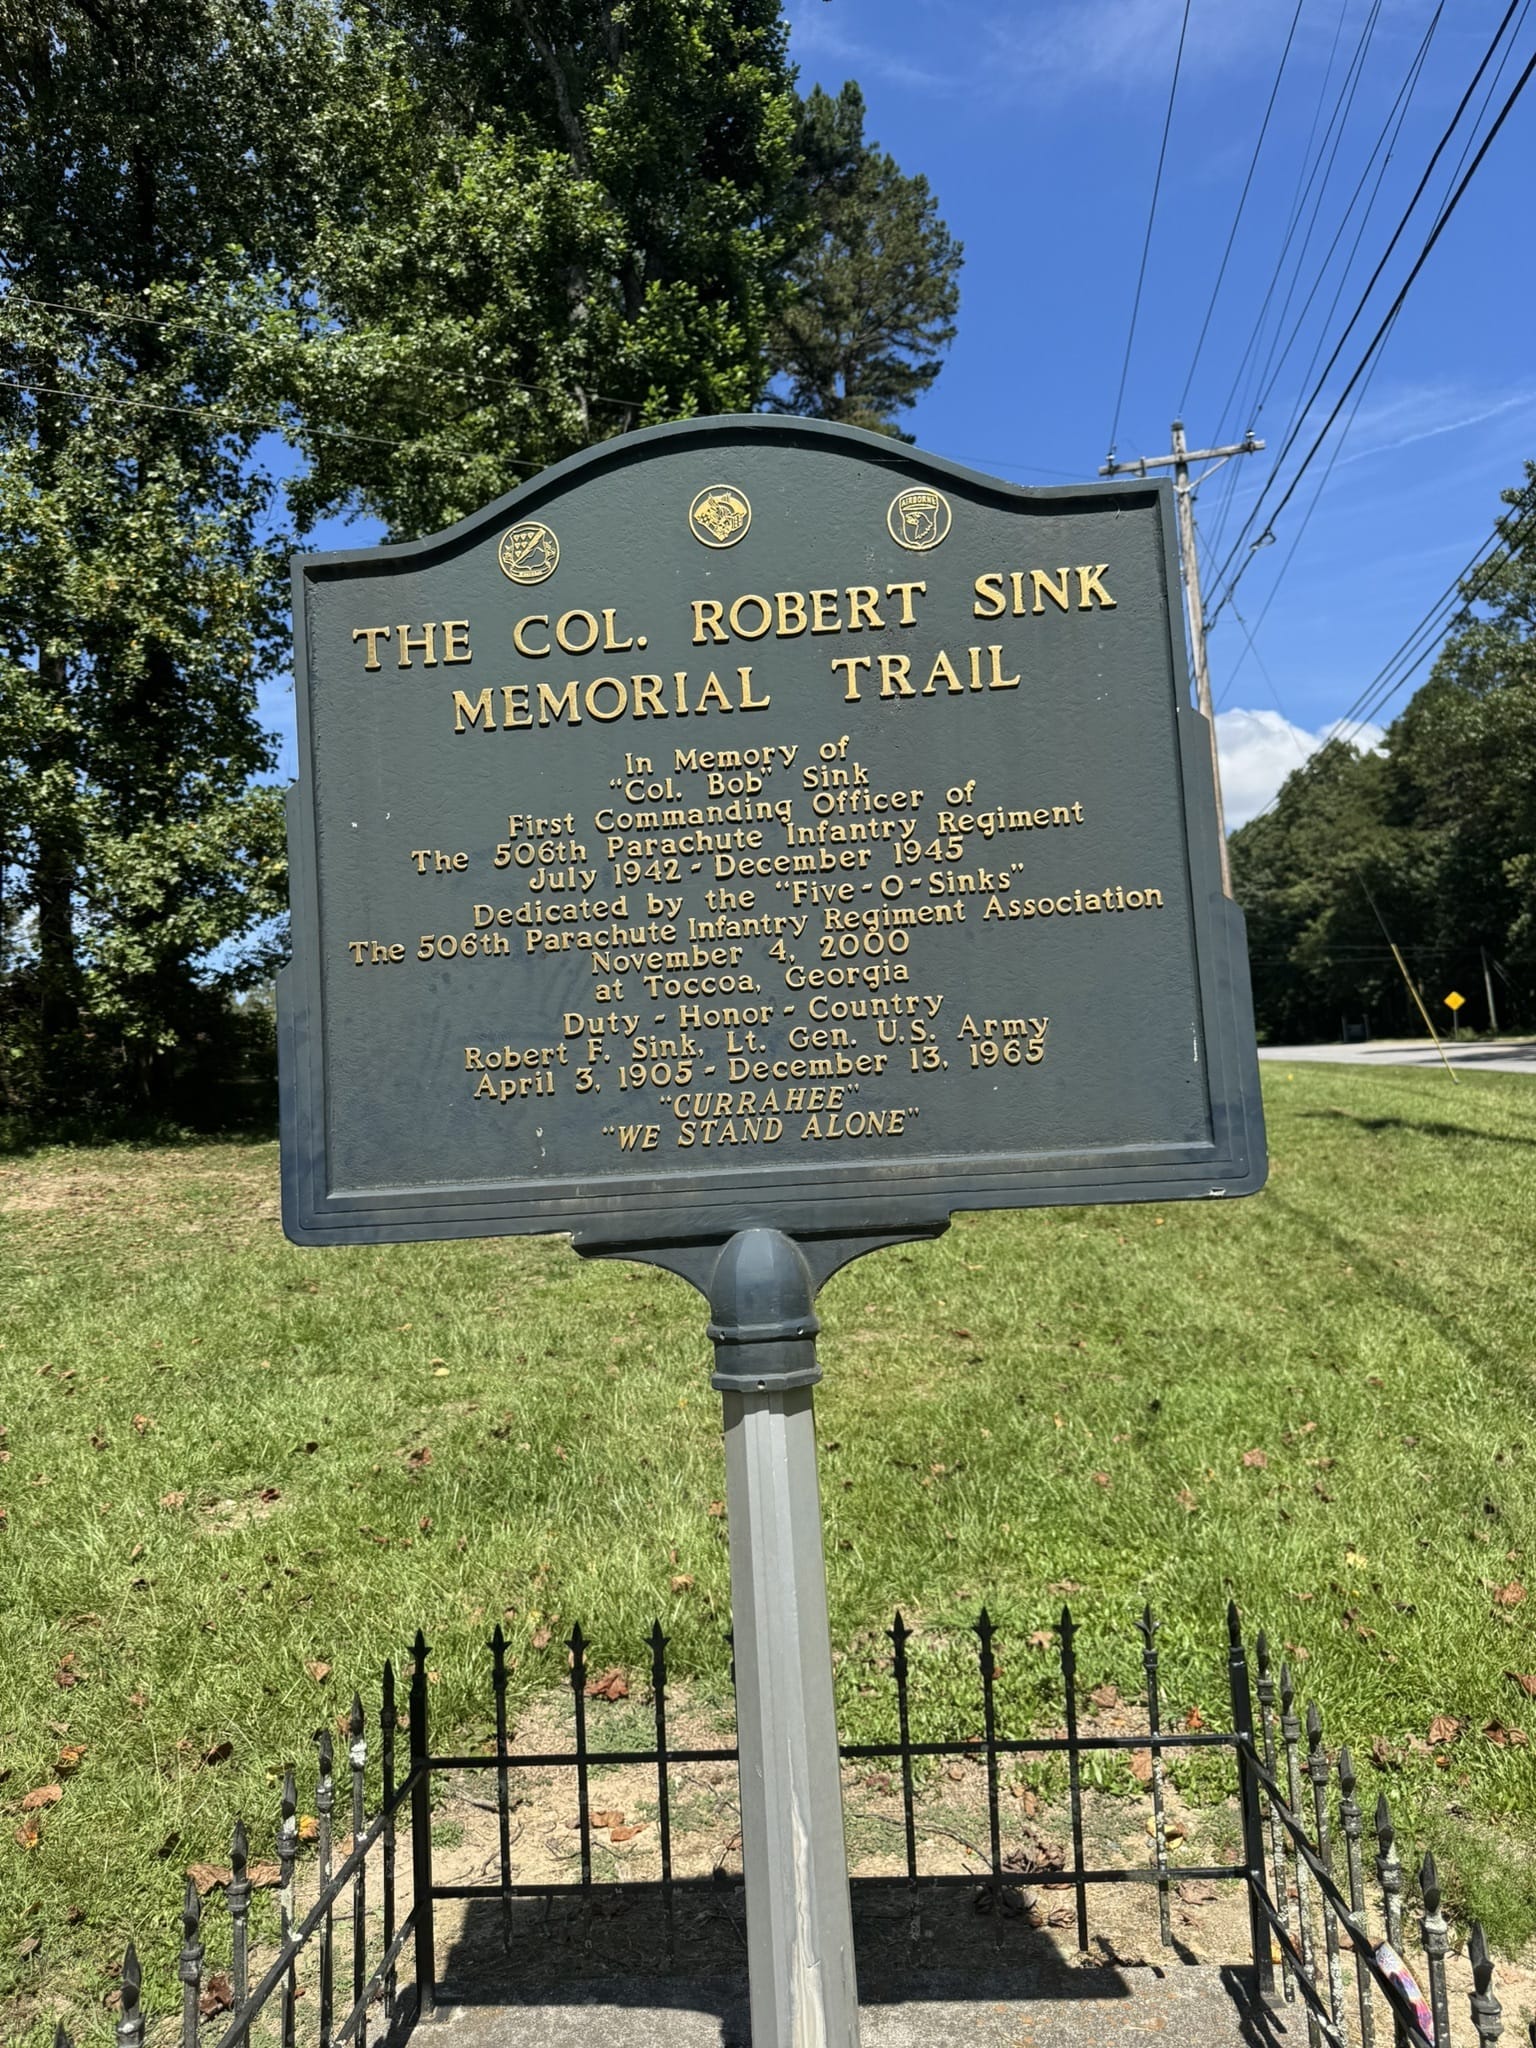 AIRBORNE
THE COL. ROBERT SINK
MEMORIAL TRAIL
In Memory of
"Col. Bob" Sink
First Commanding Officer of
The 506th Parachute Infantry Regiment
July 1942 - December 1945
Dedicated by the "Five-O-Sinks"
The 506th Parachute Infantry Regiment Association
November 4, 2000
at Toccoa, Georgia
Duty - Honor - Country
Robert F. Sink, Lt. Gen. U.S. Army
April 3, 1905 - December 13, 1965
"CURRAHEE"
"WE STAND ALONE"